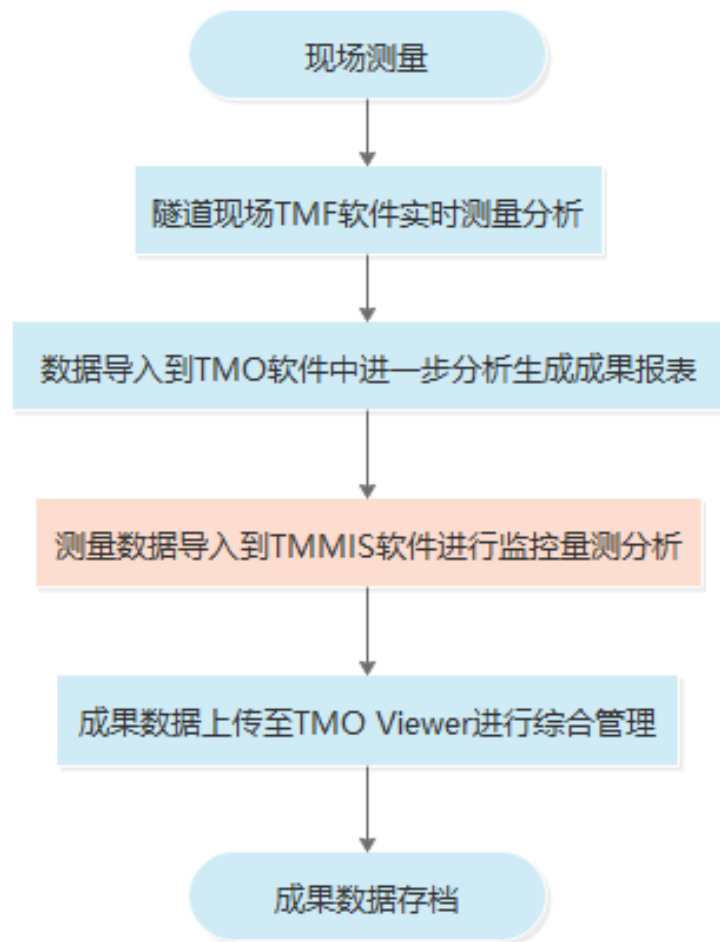 现场测量
隧道现场TMF软件实时测量分析
数据导入到TMO软件中进一步分析生成成果报表
测量数据导入到TMMIS软件进行监控量测分析
成果数据上传至TMO Viewer进行综合管理
成果数据存档